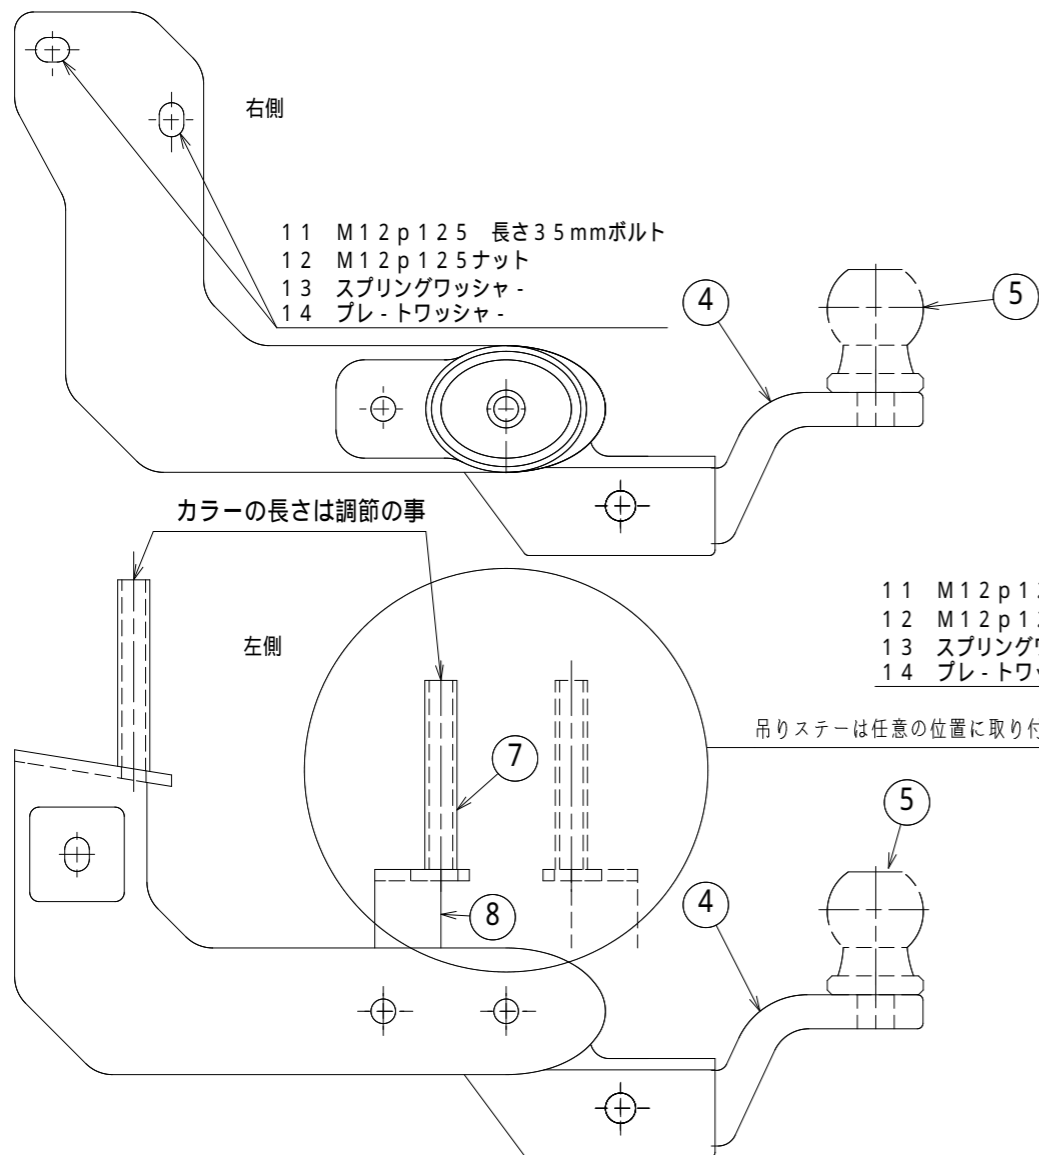 右側
11 M12p125 長さ35mmボルト
12 M12p125ナット
13 スプリングワッシャ-
14 プレ-トワッシャ-
4
5
カラーの長さは調節の事
左側
11 M12p1
12 M12p1
13 スプリング
14 プレ-トワッ
吊りステーは任意の位置に取り付
7
5
8
4